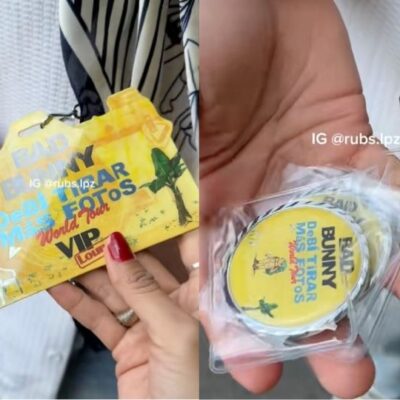 BAD
BUNNY
DeBÍ TiRAR
MáS FOToS
World Tour
VIP
Lou
IG @rubs.lpz
IG @rubs.lpz
BAD
BUNNY
DeBÍ TiRAR
MáS FOToS
World Tour